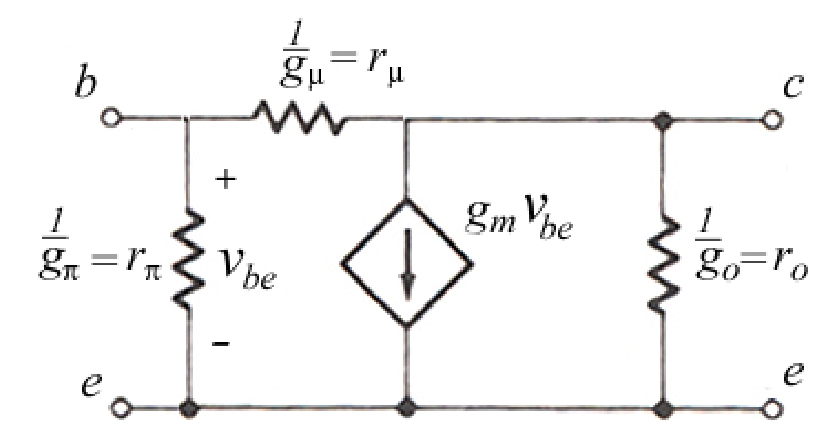 1/gμ = rμ
b
c
+
gm vbe
1/gπ = rπ
vbe
1/go = ro
-
e
e